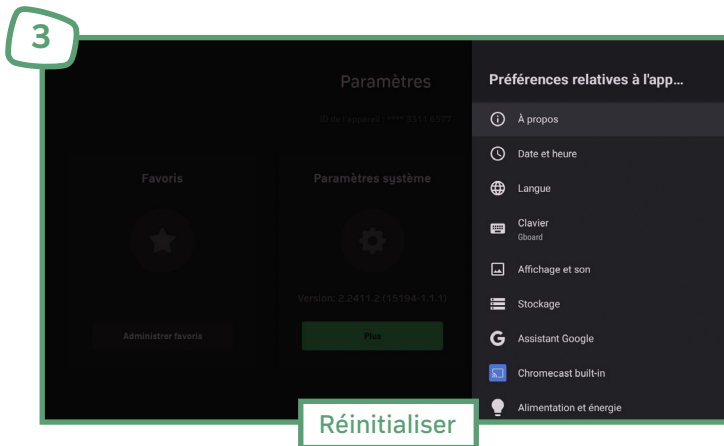 3
Paramètres
ID de l'appareil : **** 5211 6577
Favoris
Paramètres système
Version: 2.2411.2 (15194-1.1.1)
Administrer favoris
Plus
Préférences relatives à l'app…
À propos
Date et heure
Langue
Clavier
Gboard
Affichage et son
Stockage
Assistant Google
Chromecast built-in
Alimentation et énergie
Réinitialiser